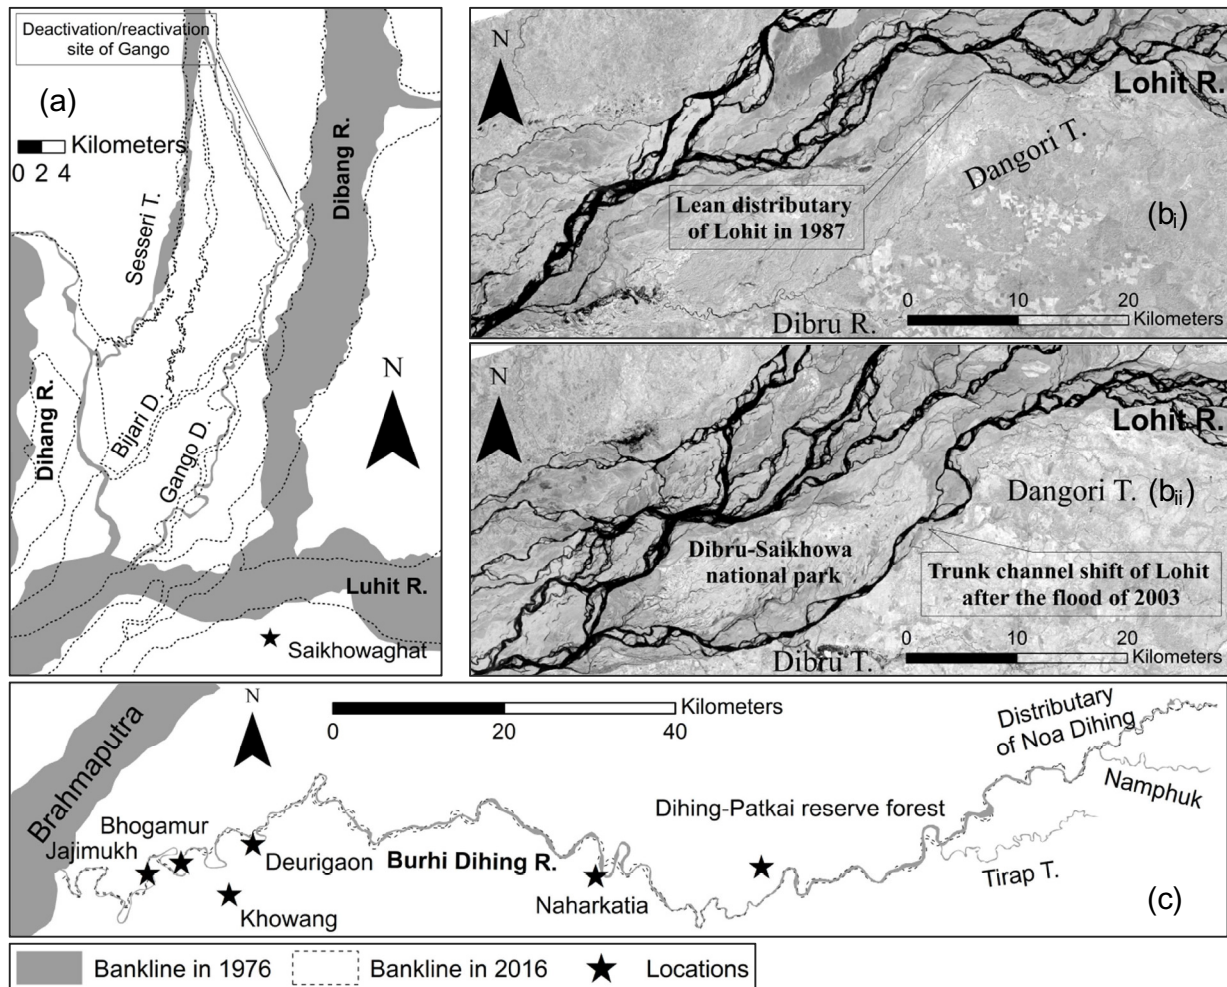 Deactivation/reactivation
site of Gango
(a)
Kilometers
0 2 4
N
Sesseri T.
Dibang R.
Dihang R.
Bijari D.
Gango D.
Luhit R.
Saikhowaghat
N
Lohit R.
Dangori T.
Lean distributary
of Lohit in 1987
(bi)
0 10 20
Kilometers
Dibru R.
N
Lohit R.
Dangori T.
(bii)
Dibru-Saikhowa
national park
Trunk channel shift of Lohit
after the flood of 2003
0 10 20
Kilometers
Dibru T.
N
Kilometers
0 20 40
Brahmaputra
Distributary
of Noa Dihing
Namphuk
Bhogamur
Jajimukh
Dihing-Patkai reserve forest
Deurigaon
Burhi Dihing R.
Tirap T.
Khowang
Naharkatia
(c)
Bankline in 1976
Bankline in 2016
Locations